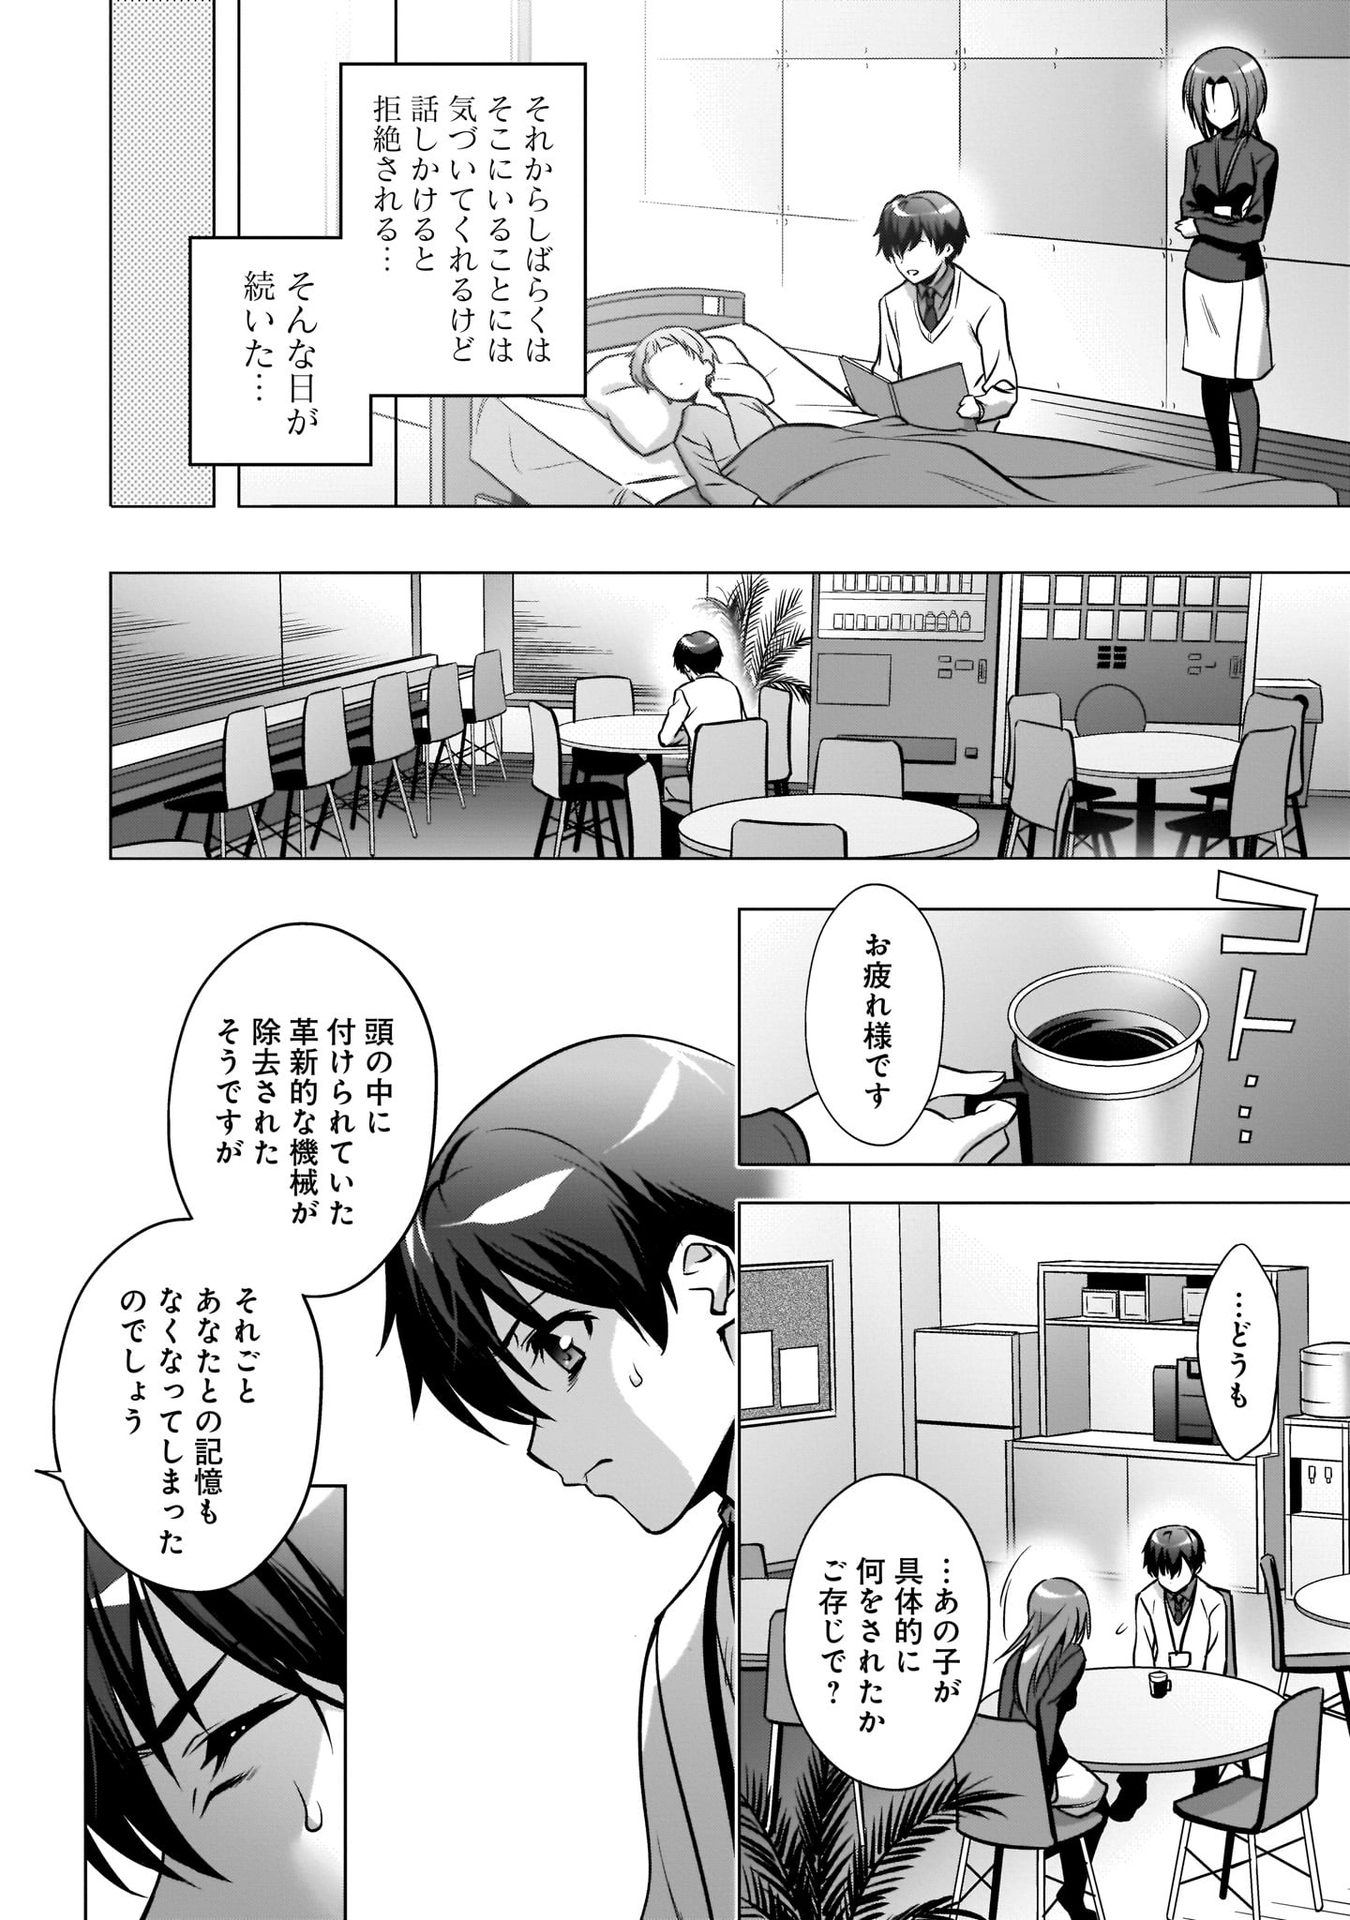 それからしばらくは
そこにいることには
気づいてくれるけど
話しかけると
拒絶される…
そんな日が
続いた…
コト…
お疲れ様です
…どうも
…あの子が
具体的に
何をされたか
ご存じで？
頭の中に
付けられていた
革新的な機械が
除去された
そうですが
それごと
あなたとの記憶も
なくなってしまった
のでしょう